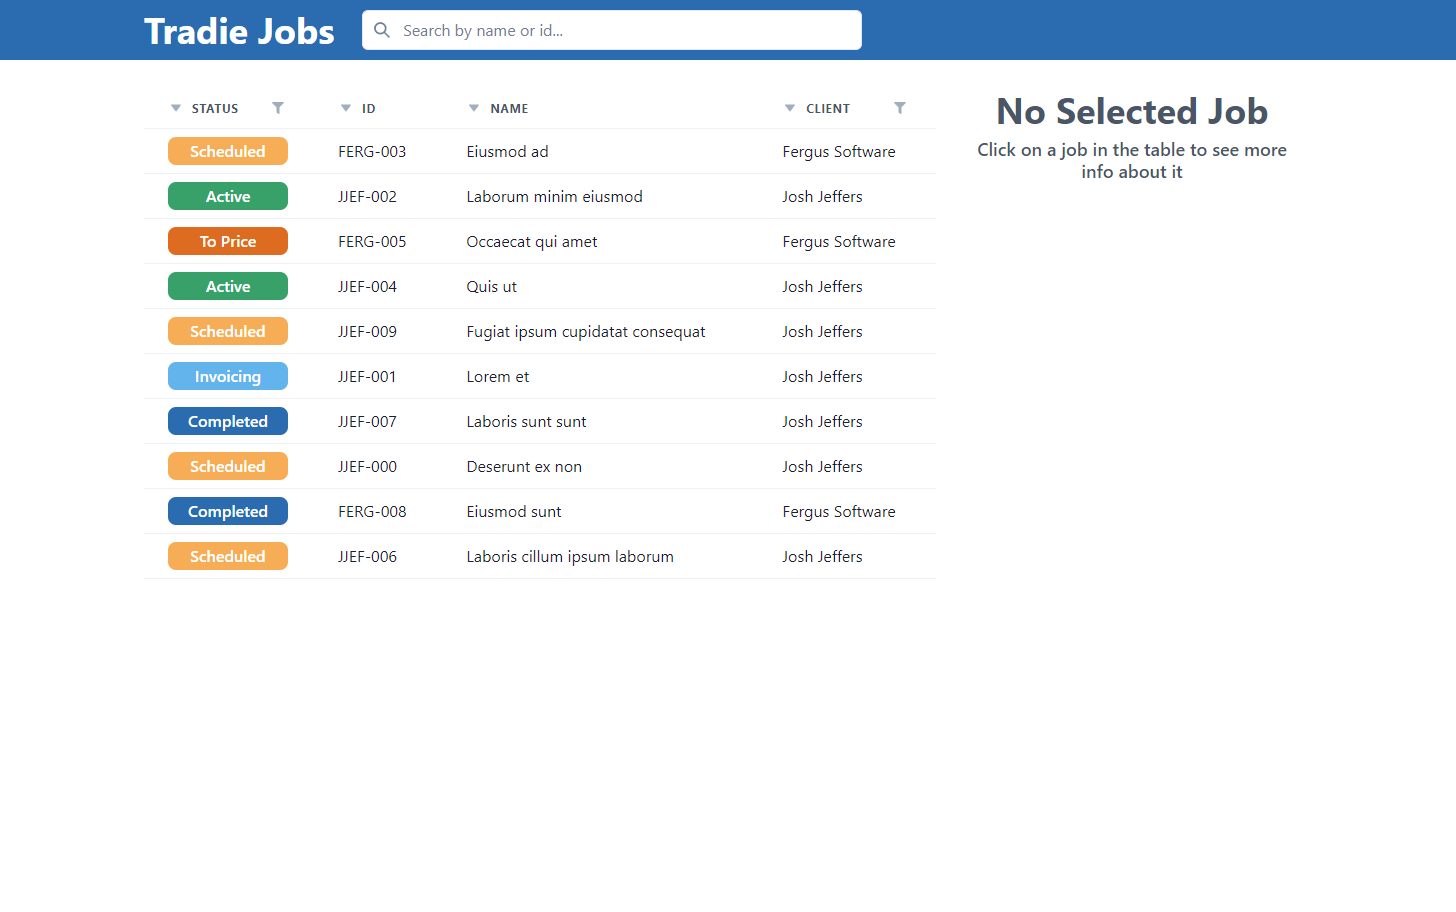 Tradie Jobs
Search by name or id...
STATUS ID NAME CLIENT
Scheduled FERG-003 Eiusmod ad Fergus Software
Active JJEF-002 Laborum minim eiusmod Josh Jeffers
To Price FERG-005 Occaecat qui amet Fergus Software
Active JJEF-004 Quis ut Josh Jeffers
Scheduled JJEF-009 Fugiat ipsum cupidatat consequat Josh Jeffers
Invoicing JJEF-001 Lorem et Josh Jeffers
Completed JJEF-007 Laboris sunt sunt Josh Jeffers
Scheduled JJEF-000 Deserunt ex non Josh Jeffers
Completed FERG-008 Eiusmod sunt Fergus Software
Scheduled JJEF-006 Laboris cillum ipsum laborum Josh Jeffers
No Selected Job
Click on a job in the table to see more
info about it